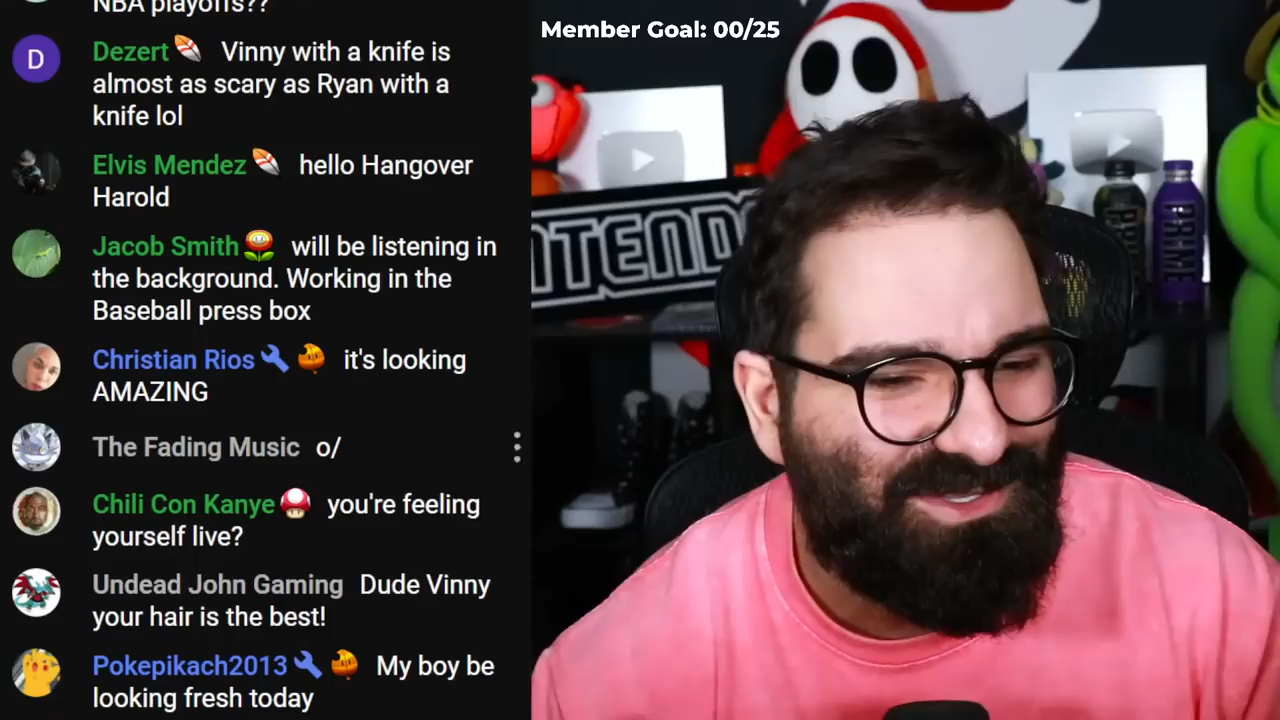 NBA playoffs??
Dezert Vinny with a knife is
almost as scary as Ryan with a
knife lol
Elvis Mendez hello Hangover
Harold
Jacob Smith will be listening in
the background. Working in the
Baseball press box
Christian Rios it's looking
AMAZING
The Fading Music o/
Chili Con Kanye you're feeling
yourself live?
Undead John Gaming Dude Vinny
your hair is the best!
Pokepikach2013 My boy be
looking fresh today
D
Member Goal: 00/25
NTENDO
PRIME
PRIME